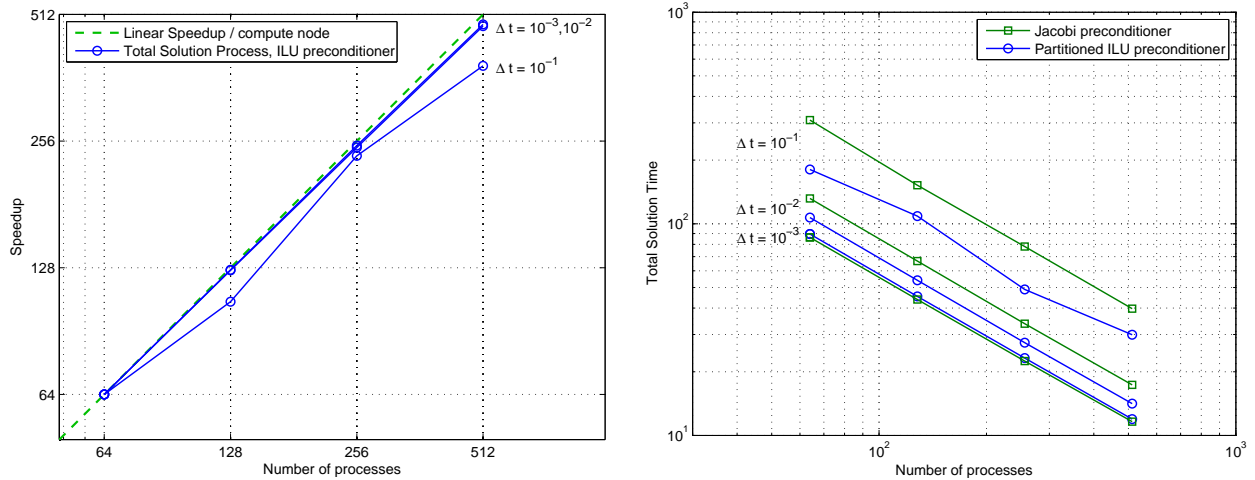 512
256
128
64
Speedup
64
128
256
512
Number of processes
Linear Speedup / compute node
Total Solution Process, ILU preconditioner
Δ t = 10⁻³,10⁻²
Δ t = 10⁻¹
10³
10²
10¹
Total Solution Time
10²
10³
Number of processes
Jacobi preconditioner
Partitioned ILU preconditioner
Δ t = 10⁻¹
Δ t = 10⁻²
Δ t = 10⁻³